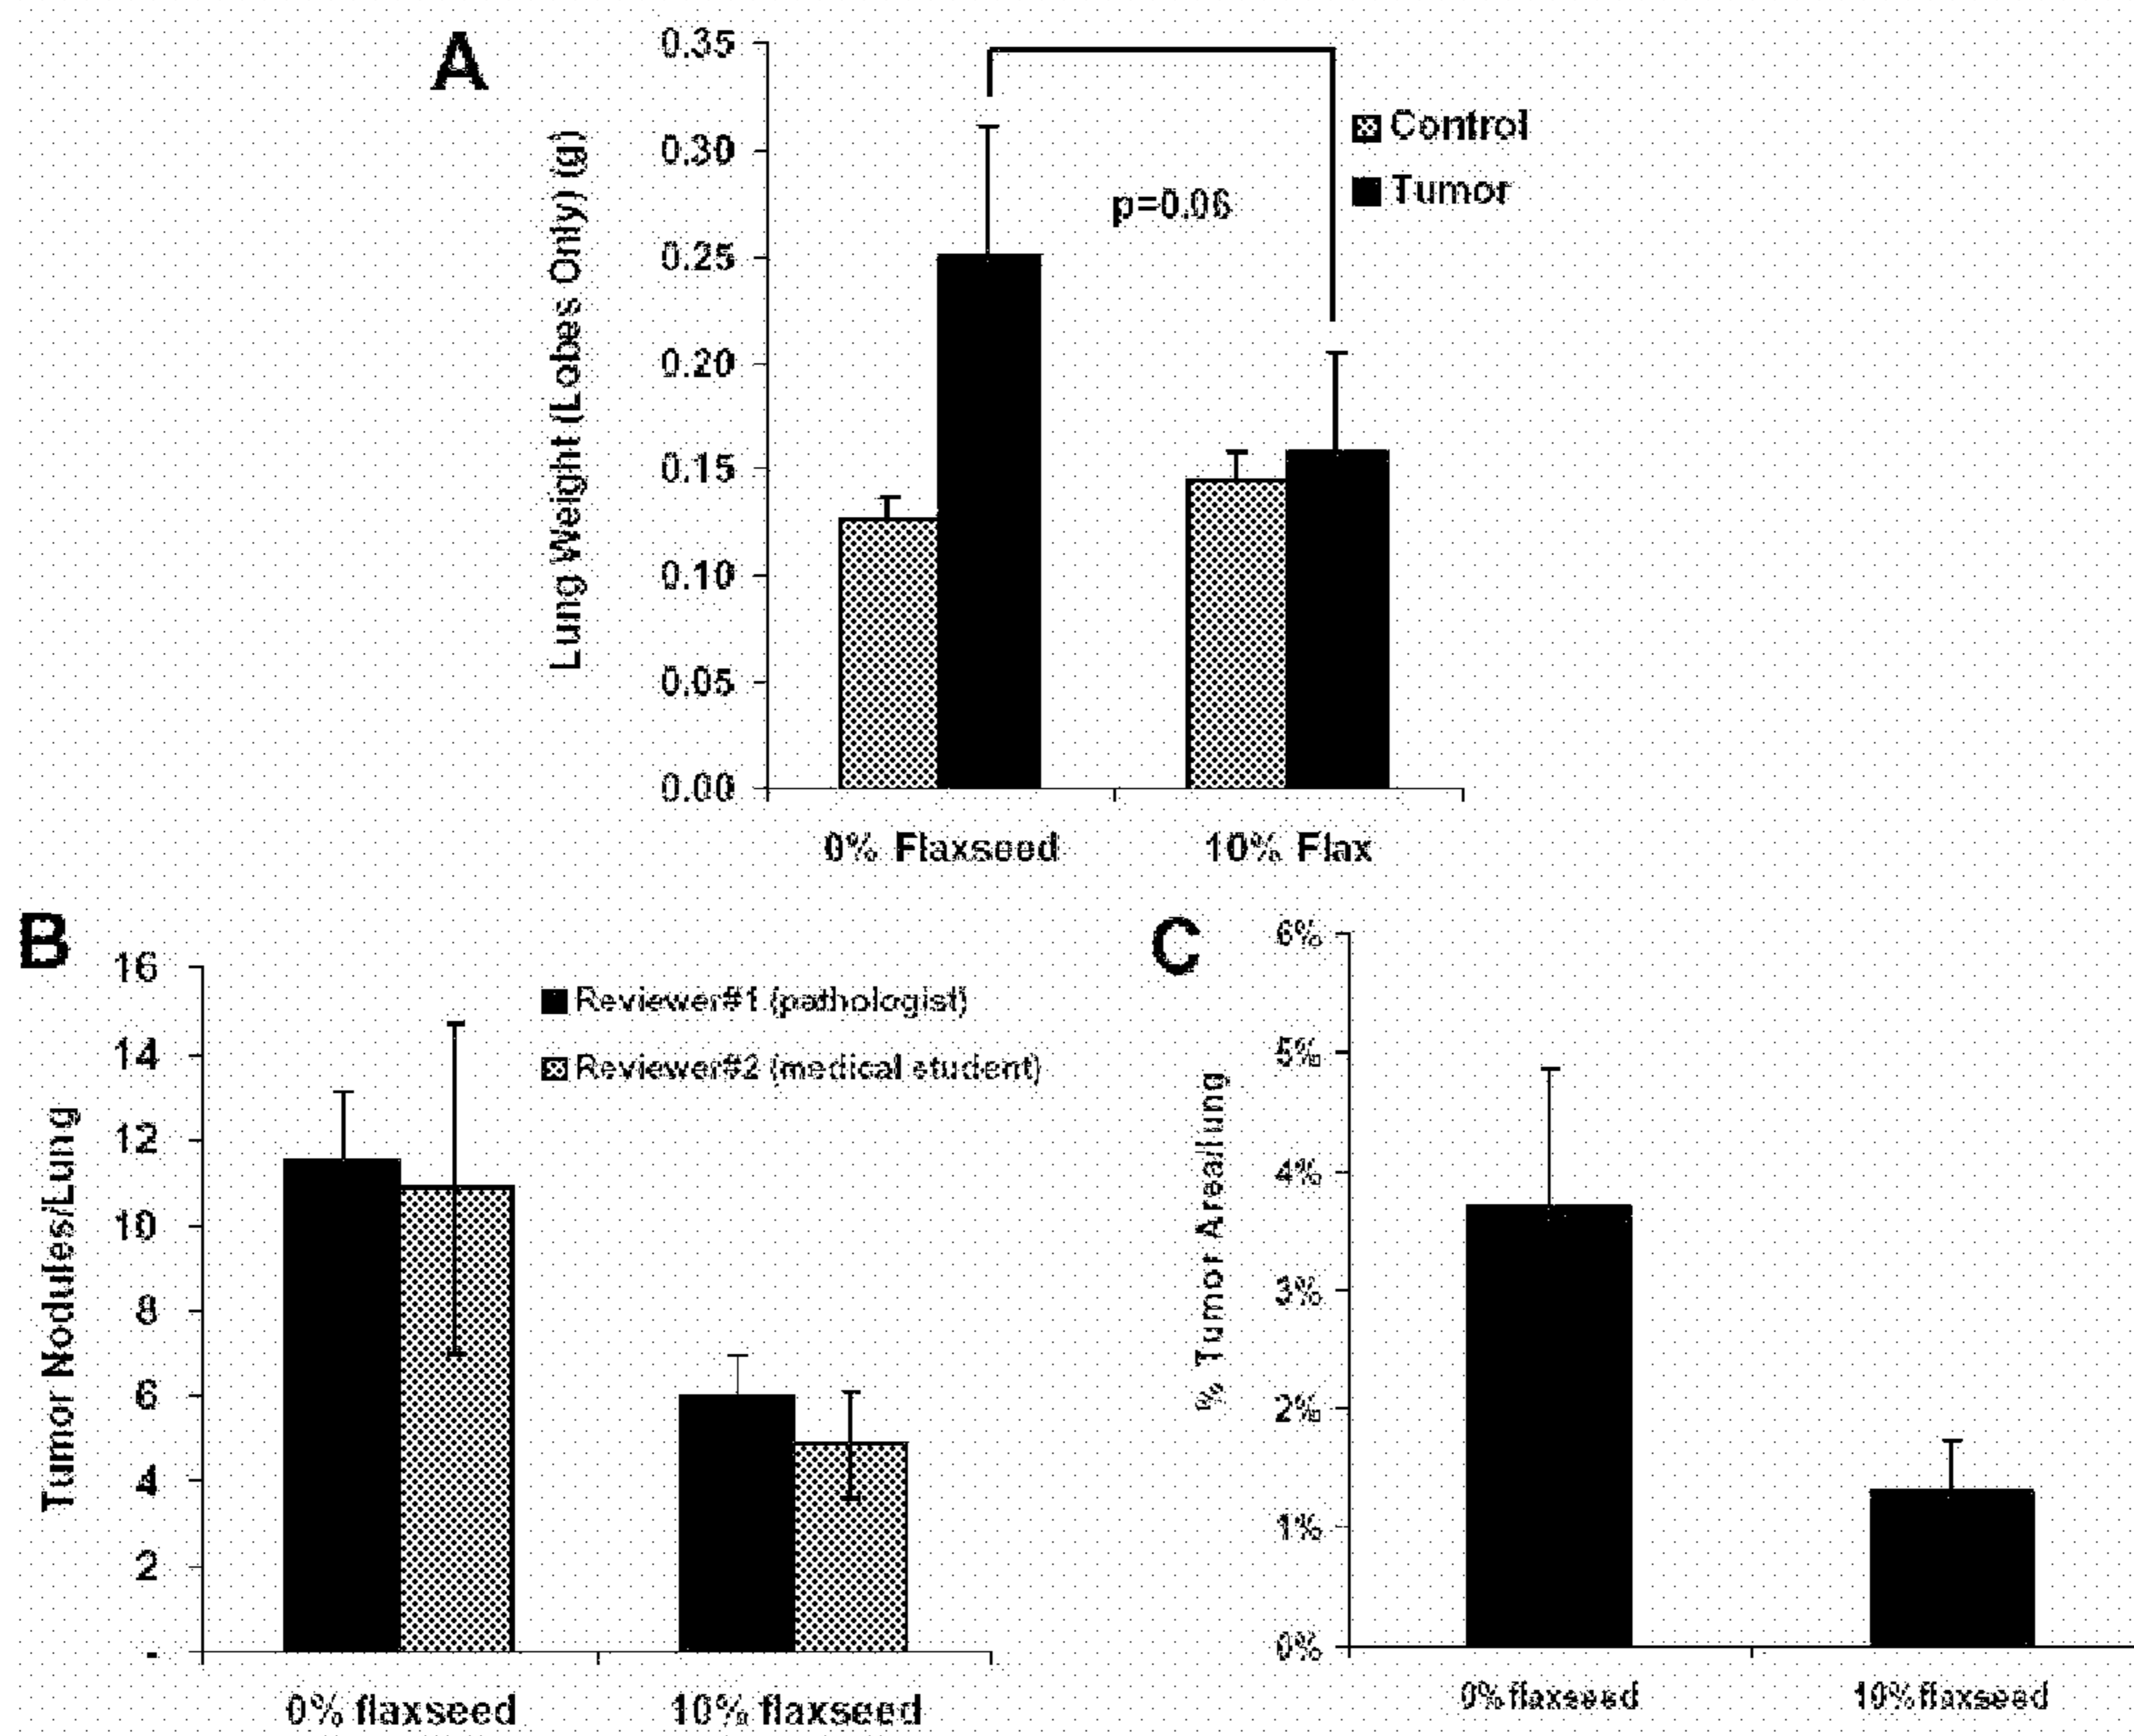 A
0.35
0.30
0.25
0.20
0.15
0.10
0.05
0.00
Lung Weight (Lobes Only) (g)
p=0.06
Control
Tumor
0% Flaxseed
10% Flax
B
16
14
12
10
8
6
4
2
-
Tumor Nodules/Lung
Reviewer#1 (pathologist)
Reviewer#2 (medical student)
0% flaxseed
10% flaxseed
C
6%
5%
4%
3%
2%
1%
0%
% Tumor Area/lung
0% flaxseed
10% flaxseed